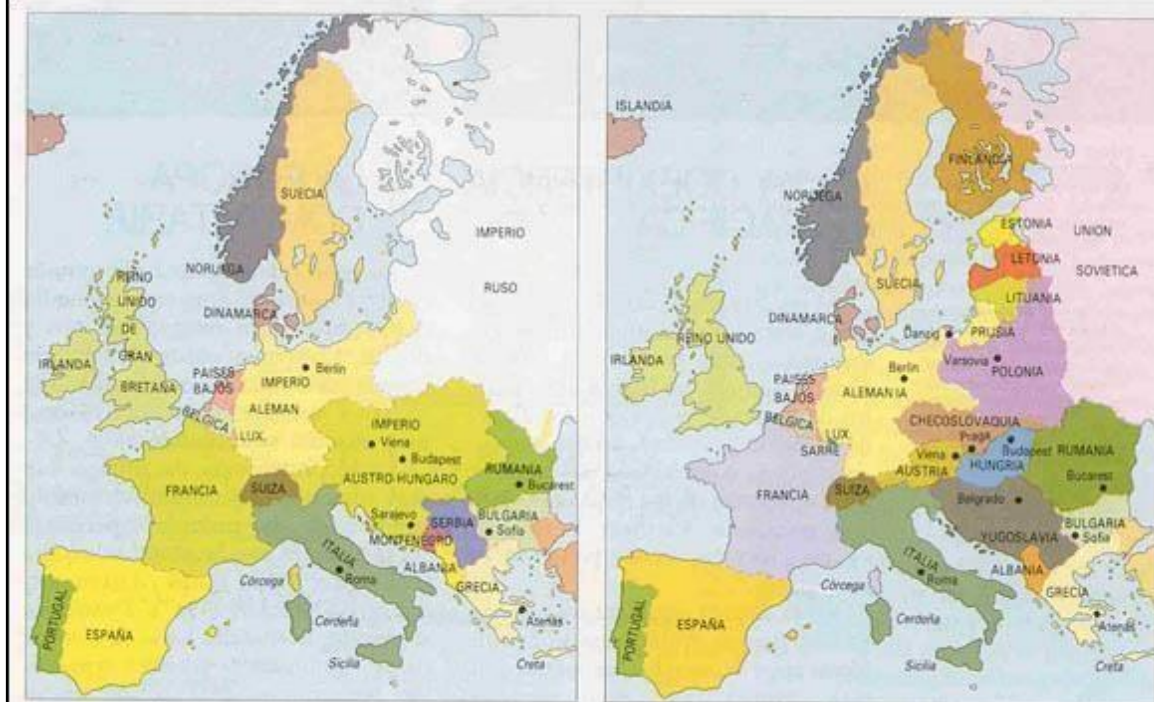 SUECIA
IMPERIO
RUSO
NORUEGA
REINO
UNIDO
DE
GRAN
BRETAÑA
IRLANDA
DINAMARCA
PAISES
BAJOS
BELGICA
LUX.
IMPERIO
ALEMAN
Berlín
IMPERIO
Viena
Budapest
AUSTRO-HUNGARO
RUMANIA
Bucarest
FRANCIA
SUIZA
Sarajevo
SERBIA
MONTENEGRO
BULGARIA
Sofía
ITALIA
Roma
ALBANIA
GRECIA
Atenas
Córcega
Cerdeña
Sicilia
Creta
PORTUGAL
ESPAÑA
ISLANDIA
FINLANDIA
NORUEGA
SUECIA
ESTONIA
UNION
SOVIETICA
LETONIA
LITUANIA
DINAMARCA
Danzig
PRUSIA
REINO UNIDO
IRLANDA
Varsovia
POLONIA
Berlín
ALEMANIA
PAISES
BAJOS
BELGICA
LUX.
SARRE
CHECOSLOVAQUIA
Praga
Viena
AUSTRIA
Budapest
HUNGRIA
RUMANIA
Bucarest
FRANCIA
SUIZA
Belgrado
YUGOSLAVIA
BULGARIA
Sofía
ITALIA
Roma
ALBANIA
GRECIA
Atenas
Córcega
Cerdeña
Sicilia
Creta
PORTUGAL
ESPAÑA